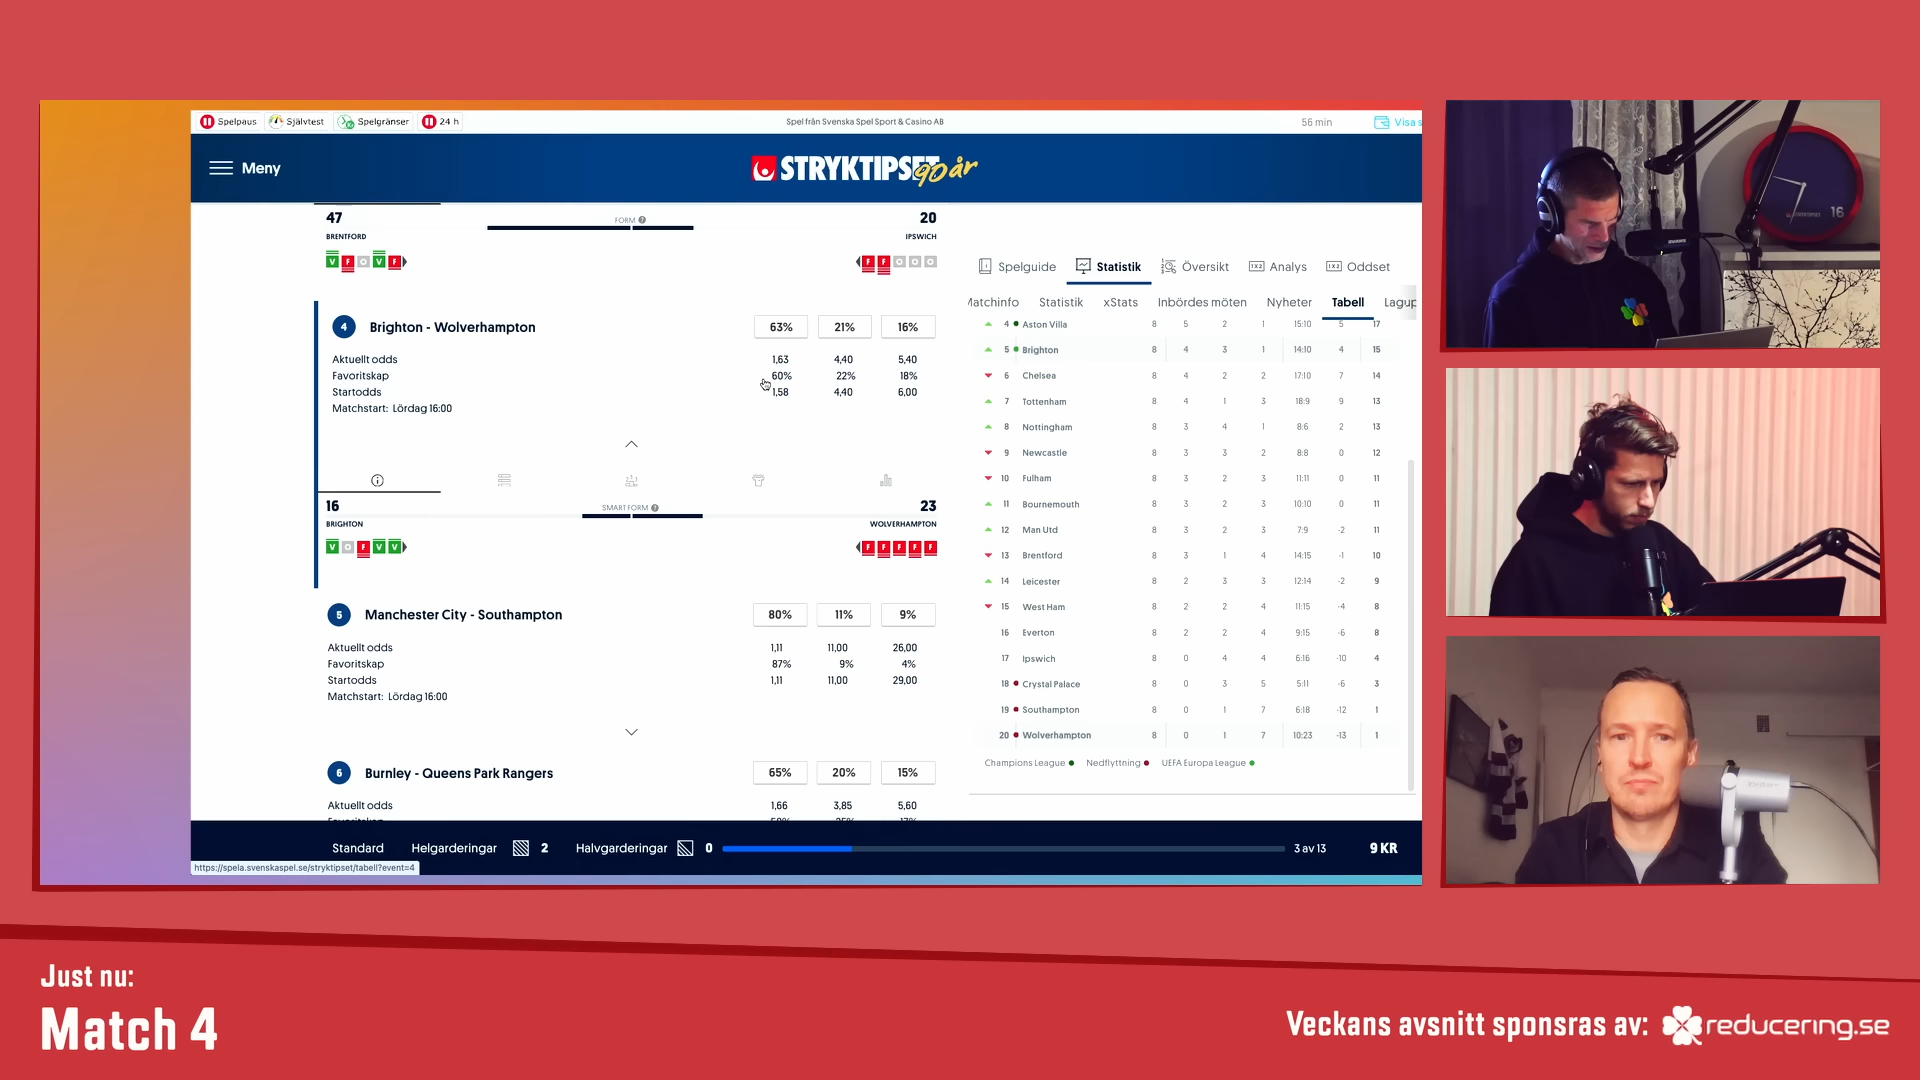 Spelpaus Självtest Spelgränser 24 h
Spel från Svenska Spel Sport & Casino AB
56 min
Visa s
Meny
STRYKTIPSET 90 år
47 FORM 20
BRENTFORD IPSWICH
V F O V F F F O O O
4 Brighton - Wolverhampton 63% 21% 16%
Aktuellt odds 1,63 4,40 5,40
Favoritskap 60% 22% 18%
Startodds 1,58 4,40 6,00
Matchstart: Lördag 16:00
16 SMART FORM 23
BRIGHTON WOLVERHAMPTON
V O F V V F F F F F
5 Manchester City - Southampton 80% 11% 9%
Aktuellt odds 1,11 11,00 26,00
Favoritskap 87% 9% 4%
Startodds 1,11 11,00 29,00
Matchstart: Lördag 16:00
6 Burnley - Queens Park Rangers 65% 20% 15%
Aktuellt odds 1,66 3,85 5,60
Spelguide Statistik Översikt Analys Oddset
Matchinfo Statistik xStats Inbördes möten Nyheter Tabell Lagup
4 Aston Villa 8 5 2 1 15:10 5 17
5 Brighton 8 4 3 1 14:10 4 15
6 Chelsea 8 4 2 2 17:10 7 14
7 Tottenham 8 4 1 3 18:9 9 13
8 Nottingham 8 3 4 1 8:6 2 13
9 Newcastle 8 3 3 2 8:8 0 12
10 Fulham 8 3 2 3 11:11 0 11
11 Bournemouth 8 3 2 3 10:10 0 11
12 Man Utd 8 3 2 3 7:9 -2 11
13 Brentford 8 3 1 4 14:15 -1 10
14 Leicester 8 2 3 3 12:14 -2 9
15 West Ham 8 2 2 4 11:15 -4 8
16 Everton 8 2 2 4 9:15 -6 8
17 Ipswich 8 0 4 4 6:16 -10 4
18 Crystal Palace 8 0 3 5 5:11 -6 3
19 Southampton 8 0 1 7 6:18 -12 1
20 Wolverhampton 8 0 1 7 10:23 -13 1
Champions League Nedflyttning UEFA Europa League
Standard Helgarderingar 2 Halvgarderingar 0 3 av 13 9 KR
https://spela.svenskaspel.se/stryktipset/tabell?event=4
16
Just nu:
Match 4
Veckans avsnitt sponsras av: reducering.se